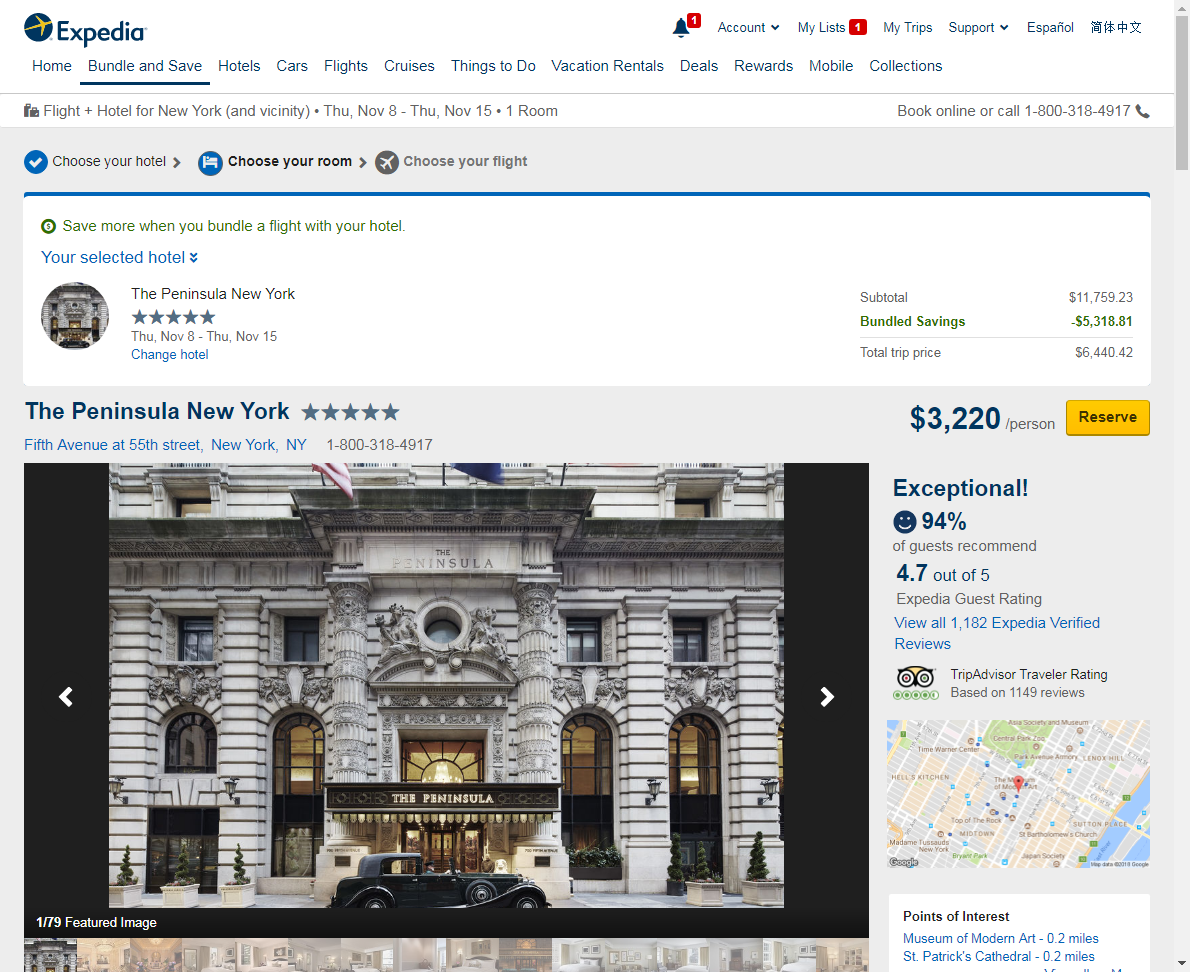 Expedia
1
Account
My Lists 1
My Trips
Support
Español
简体中文
Home
Bundle and Save
Hotels
Cars
Flights
Cruises
Things to Do
Vacation Rentals
Deals
Rewards
Mobile
Collections
Flight + Hotel for New York (and vicinity) • Thu, Nov 8 - Thu, Nov 15 • 1 Room
Book online or call 1-800-318-4917
Choose your hotel
Choose your room
Choose your flight
Save more when you bundle a flight with your hotel.
Your selected hotel
The Peninsula New York
Thu, Nov 8 - Thu, Nov 15
Change hotel
Subtotal $11,759.23
Bundled Savings -$5,318.81
Total trip price $6,440.42
The Peninsula New York
$3,220 /person
Reserve
Fifth Avenue at 55th street, New York, NY 1-800-318-4917
THE
PENINSULA
THE PENINSULA
1/79 Featured Image
Exceptional!
94%
of guests recommend
4.7 out of 5
Expedia Guest Rating
View all 1,182 Expedia Verified
Reviews
TripAdvisor Traveler Rating
Based on 1149 reviews
Asia Society and Museum
Central Park Zoo
Time Warner Center
Park Avenue Armory
LENOX HILL
HELL'S KITCHEN
The Museum
of Modern Art
Top of The Rock
SUTTON PLACE
MIDTOWN
St Bartholomew's Church
Madame Tussauds
New York
Bryant Park
Japan Society
Google
Map data ©2018 Google
Points of Interest
Museum of Modern Art - 0.2 miles
St. Patrick's Cathedral - 0.2 miles